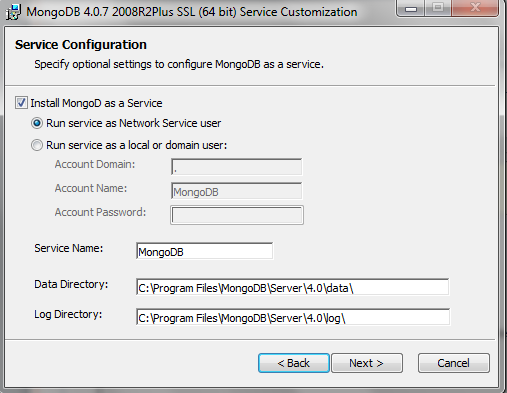 MongoDB 4.0.7 2008R2Plus SSL (64 bit) Service Customization
Service Configuration
Specify optional settings to configure MongoDB as a service.
Install MongoD as a Service
Run service as Network Service user
Run service as a local or domain user:
Account Domain: .
Account Name: MongoDB
Account Password:
Service Name: MongoDB
Data Directory: C:\Program Files\MongoDB\Server\4.0\data\
Log Directory: C:\Program Files\MongoDB\Server\4.0\log\
< Back Next > Cancel